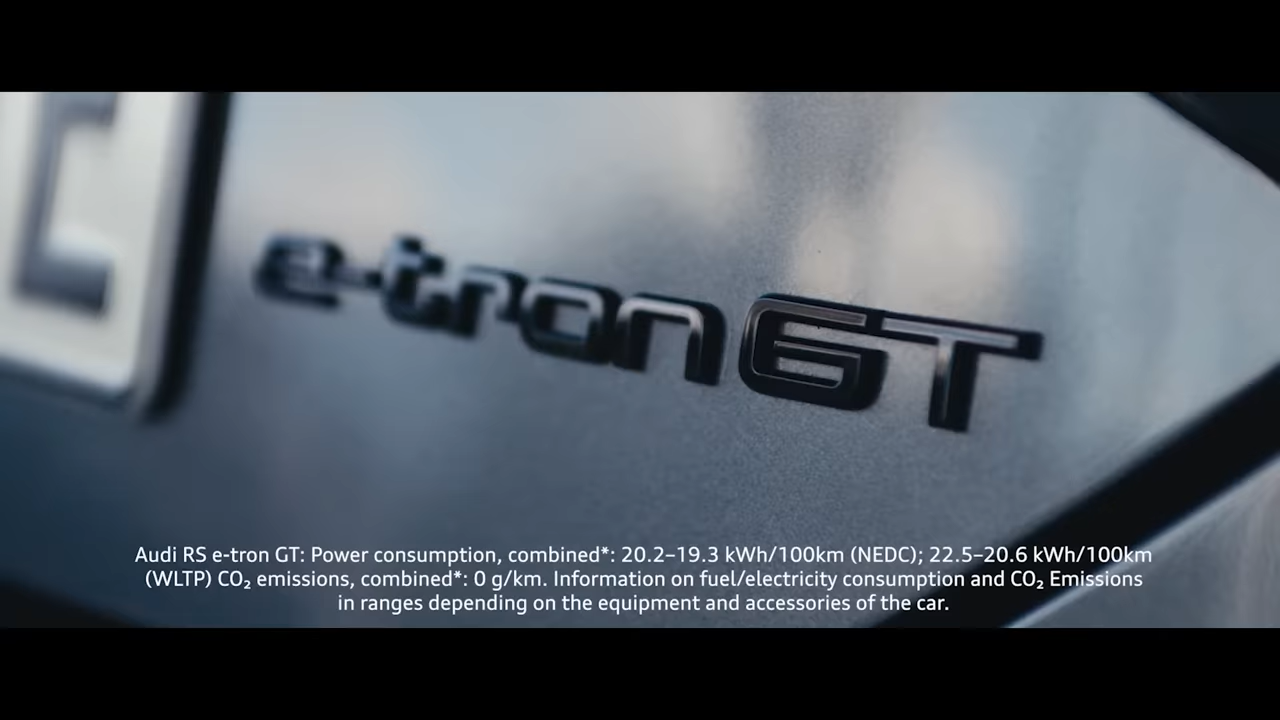 e-tron GT
Audi RS e-tron GT: Power consumption, combined*: 20.2–19.3 kWh/100km (NEDC); 22.5–20.6 kWh/100km
(WLTP) CO₂ emissions, combined*: 0 g/km. Information on fuel/electricity consumption and CO₂ Emissions
in ranges depending on the equipment and accessories of the car.